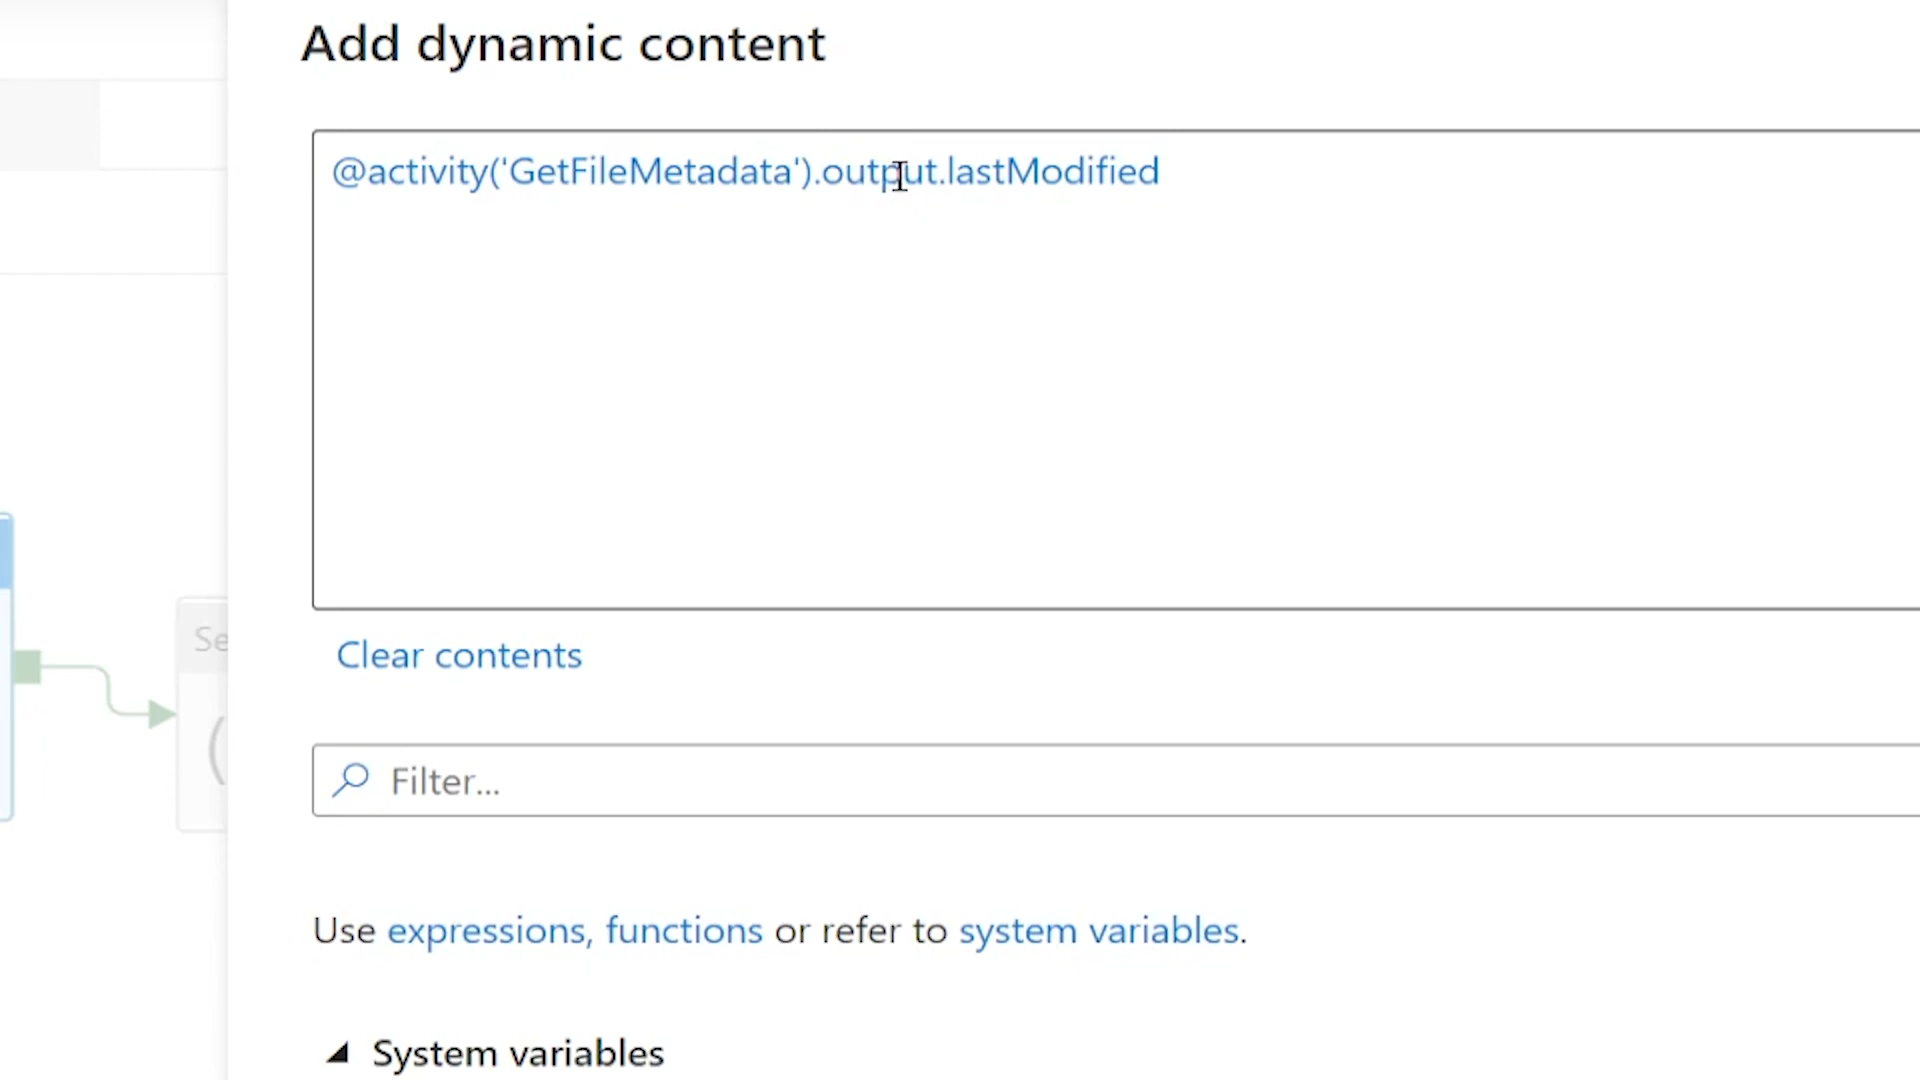 Add dynamic content
@activity('GetFileMetadata').output.lastModified
Clear contents
Se
(
Filter...
Use expressions, functions or refer to system variables.
System variables